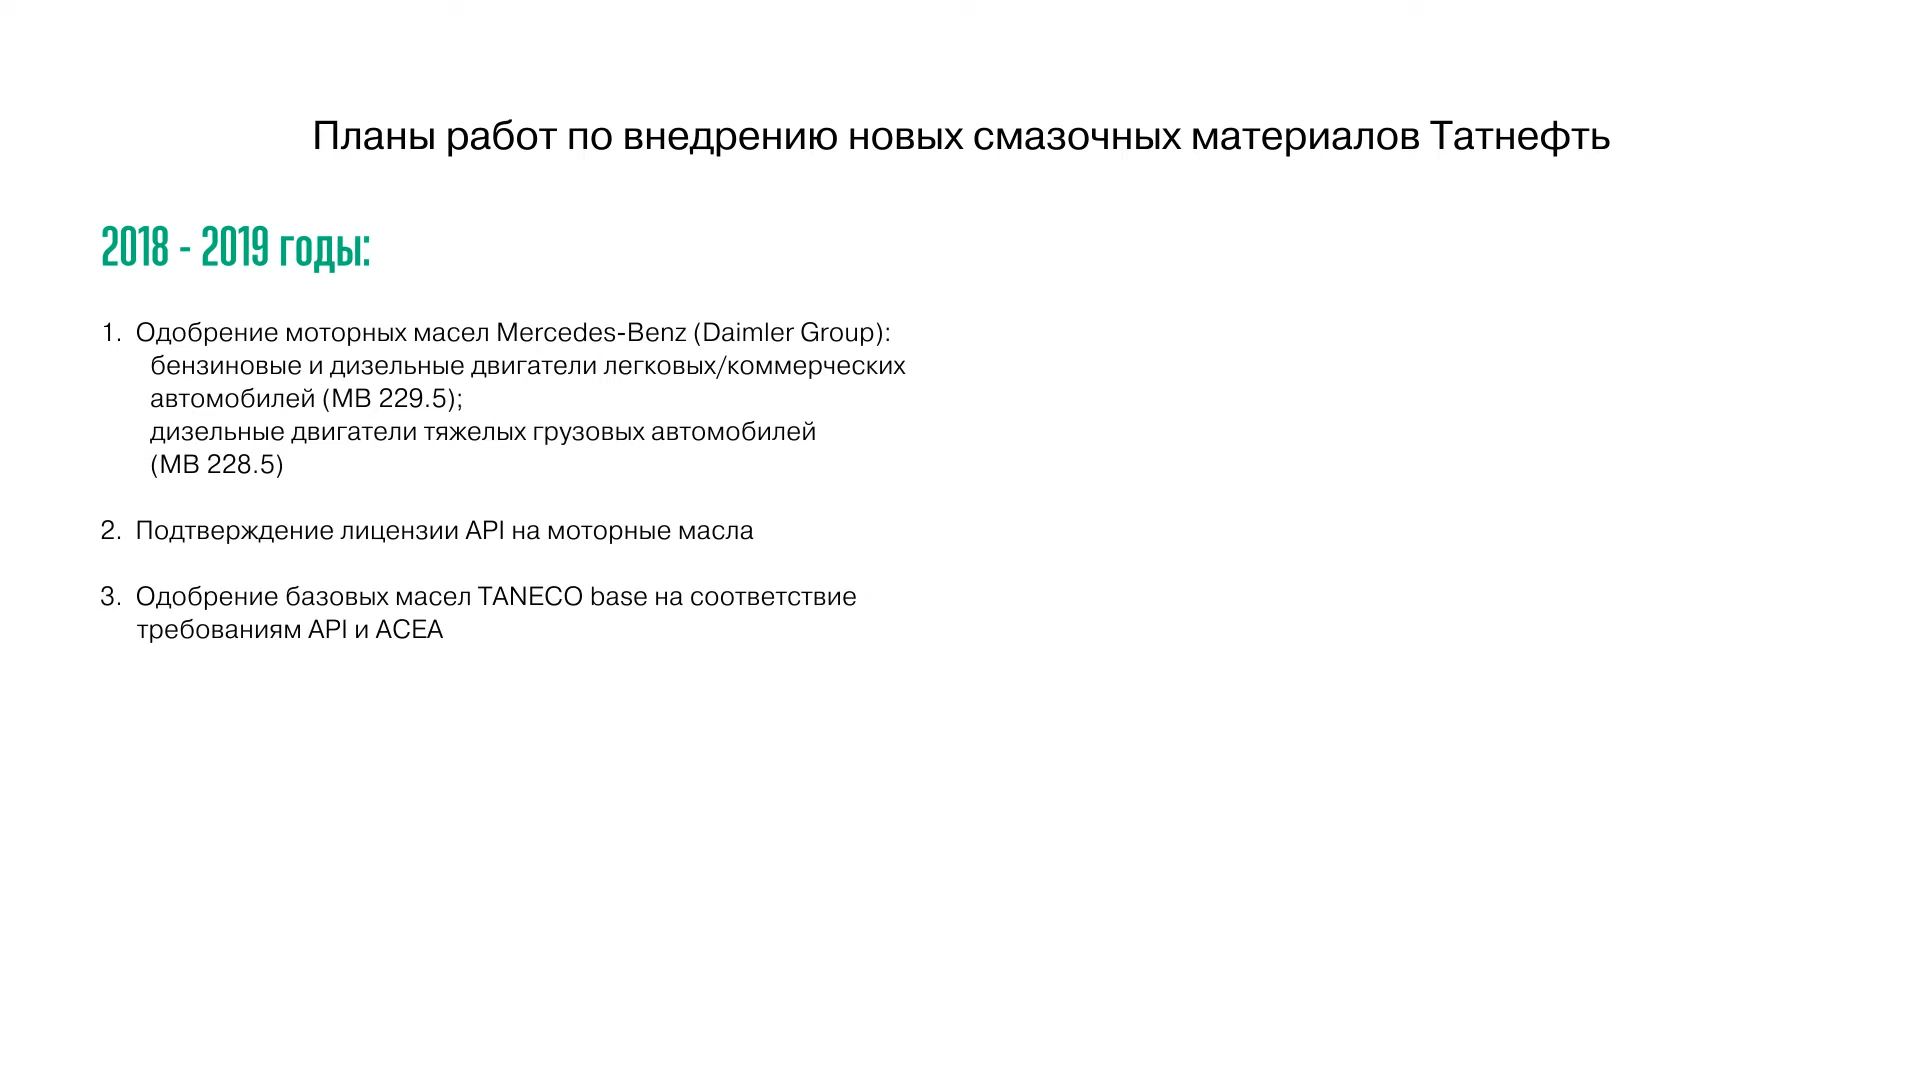 Планы работ по внедрению новых смазочных материалов Татнефть
2018 - 2019 годы:
1. Одобрение моторных масел Mercedes-Benz (Daimler Group):
бензиновые и дизельные двигатели легковых/коммерческих
автомобилей (MB 229.5);
дизельные двигатели тяжелых грузовых автомобилей
(MB 228.5)
2. Подтверждение лицензии API на моторные масла
3. Одобрение базовых масел TANECO base на соответствие
требованиям API и ACEA